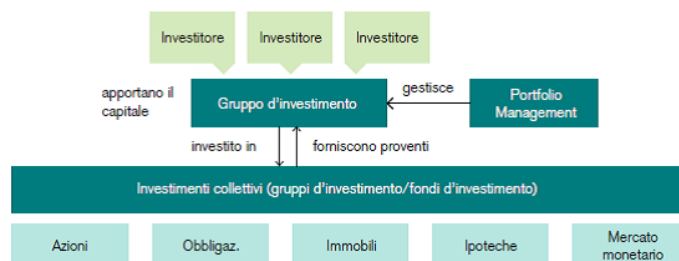 Investitore Investitore Investitore
apportano il
capitale
Gruppo d'investimento
gestisce
Portfolio
Management
investito in
forniscono proventi
Investimenti collettivi (gruppi d'investimento/fondi d'investimento)
Azioni
Obbligaz.
Immobili
Ipoteche
Mercato
monetario